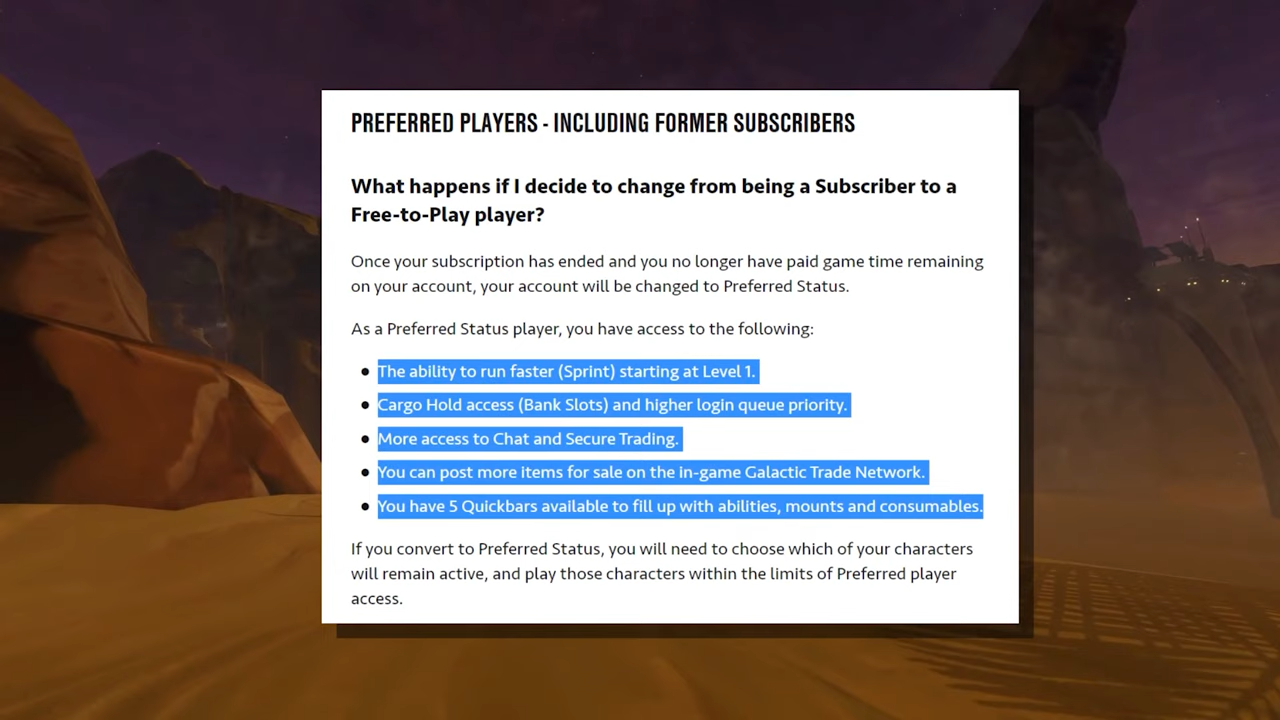 PREFERRED PLAYERS - INCLUDING FORMER SUBSCRIBERS
What happens if I decide to change from being a Subscriber to a
Free-to-Play player?
Once your subscription has ended and you no longer have paid game time remaining
on your account, your account will be changed to Preferred Status.
As a Preferred Status player, you have access to the following:
The ability to run faster (Sprint) starting at Level 1.
Cargo Hold access (Bank Slots) and higher login queue priority.
More access to Chat and Secure Trading.
You can post more items for sale on the in-game Galactic Trade Network.
You have 5 Quickbars available to fill up with abilities, mounts and consumables.
If you convert to Preferred Status, you will need to choose which of your characters
will remain active, and play those characters within the limits of Preferred player
access.